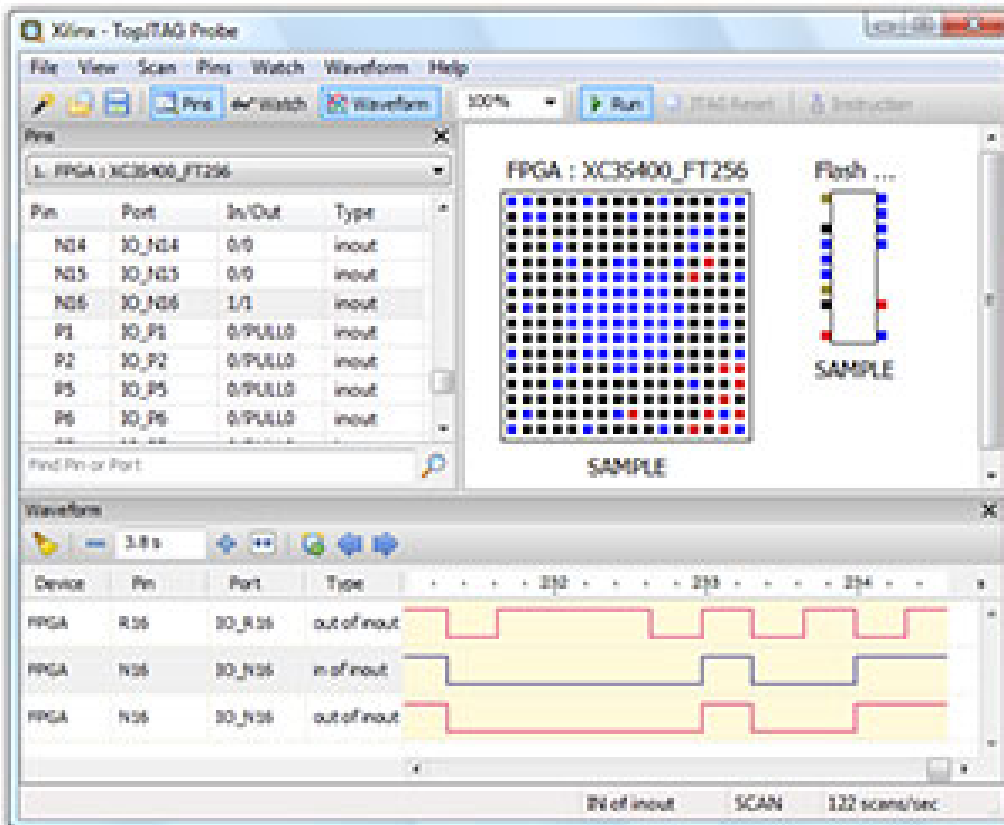 Xilinx - TopJTAG Probe
File View Scan Pins Watch Waveform Help
Pins Watch Waveform 100% Run JTAG Reset Instruction
Pins
1. FPGA : XC3S400_FT256
Pin Port In/Out Type
N14 IO_N14 0/0 inout
N15 IO_N15 0/0 inout
N16 IO_N16 1/1 inout
P1 IO_P1 0/PULL0 inout
P2 IO_P2 0/PULL0 inout
P5 IO_P5 0/PULL0 inout
P6 IO_P6 0/PULL0 inout
Find Pin or Port
FPGA : XC3S400_FT256
Flash ...
SAMPLE
SAMPLE
Waveform
3.8 s
Device Pin Port Type 232 233 234
FPGA R16 IO_R16 out of inout
FPGA N16 IO_N16 in of inout
FPGA N16 IO_N16 out of inout
IN of inout SCAN 122 scans/sec